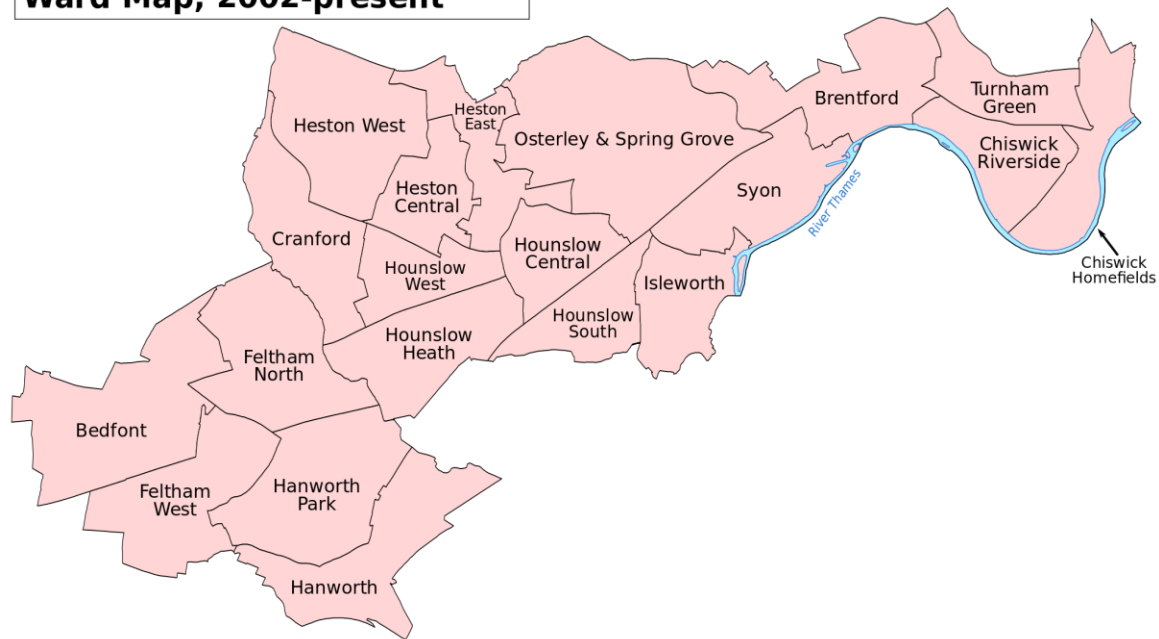 Ward Map, 2002-present
Heston West
Heston
East
Osterley & Spring Grove
Brentford
Turnham
Green
Chiswick
Riverside
Heston
Central
Syon
River Thames
Cranford
Hounslow
Central
Hounslow
West
Isleworth
Chiswick
Homefields
Hounslow
South
Hounslow
Heath
Feltham
North
Bedfont
Feltham
West
Hanworth
Park
Hanworth